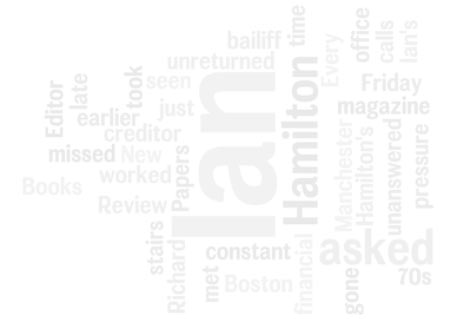 bailiff
time
Every
office
calls
Ian's
unreturned
Editor
late
took
seen
Friday
just
magazine
earlier
creditor
Ian
Hamilton
missed
New
worked
Papers
Manchester
Hamilton's
unanswered
pressure
Books
Review
stairs
Richard
met
constant
Boston
financial
asked
gone
70s